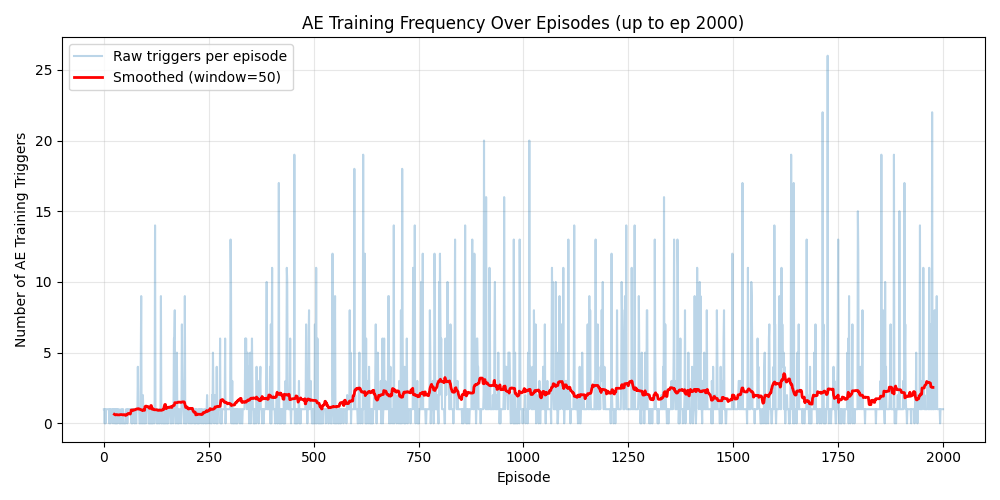 AE Training Frequency Over Episodes (up to ep 2000)
Raw triggers per episode
Smoothed (window=50)
Number of AE Training Triggers
25
20
15
10
5
0
0 250 500 750 1000 1250 1500 1750 2000
Episode